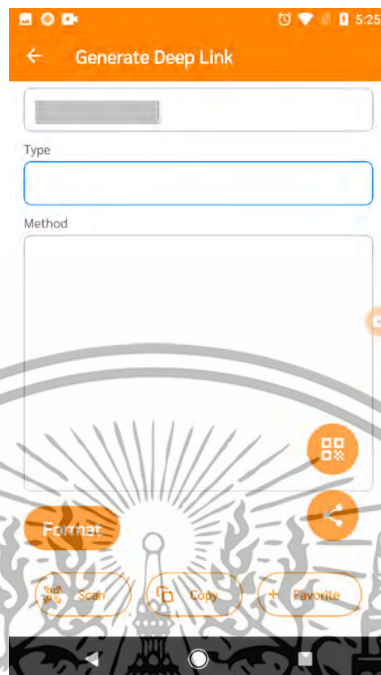 5:25
Generate Deep Link
Type
Method
Format
Scan
Copy
+ Favorite